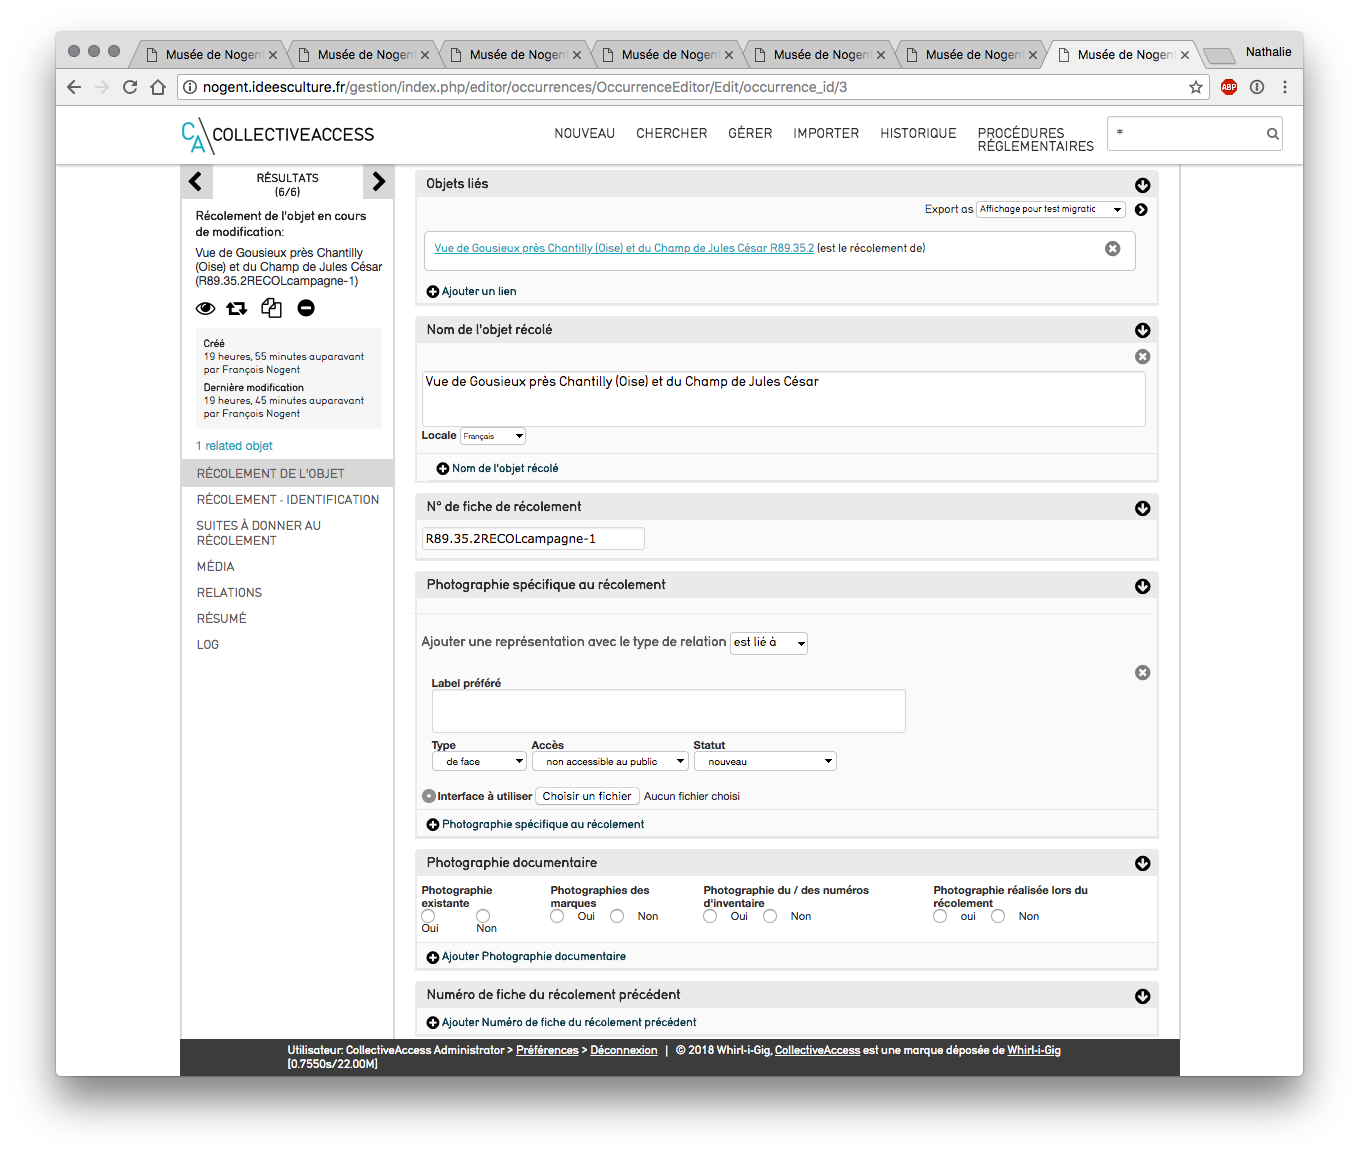 Musée de Nogent
Musée de Nogent
Musée de Nogent
Musée de Nogent
Musée de Nogent
Musée de Nogent
Musée de Nogent
Nathalie
nogent.ideesculture.fr/gestion/index.php/editor/occurrences/OccurrenceEditor/Edit/occurrence_id/3
ABP
CA COLLECTIVEACCESS
NOUVEAU CHERCHER GÉRER IMPORTER HISTORIQUE PROCÉDURES
RÉGLEMENTAIRES
*
RÉSULTATS
(6/6)
Récolement de l'objet en cours
de modification:
Vue de Gousieux près Chantilly
(Oise) et du Champ de Jules César
(R89.35.2RECOLcampagne-1)
Créé
19 heures, 55 minutes auparavant
par François Nogent
Dernière modification
19 heures, 45 minutes auparavant
par François Nogent
1 related objet
RÉCOLEMENT DE L'OBJET
RÉCOLEMENT - IDENTIFICATION
SUITES À DONNER AU
RÉCOLEMENT
MÉDIA
RELATIONS
RÉSUMÉ
LOG
Objets liés
Export as Affichage pour test migratic
Vue de Gousieux près Chantilly (Oise) et du Champ de Jules César R89.35.2 (est le récolement de)
Ajouter un lien
Nom de l'objet récolé
Vue de Gousieux près Chantilly (Oise) et du Champ de Jules César
Locale Français
Nom de l'objet récolé
N° de fiche de récolement
R89.35.2RECOLcampagne-1
Photographie spécifique au récolement
Ajouter une représentation avec le type de relation est lié à
Label préféré
Type Accès Statut
de face non accessible au public nouveau
Interface à utiliser Choisir un fichier Aucun fichier choisi
Photographie spécifique au récolement
Photographie documentaire
Photographie
existante
Oui Non
Photographies des
marques
Oui Non
Photographie du / des numéros
d'inventaire
Oui Non
Photographie réalisée lors du
récolement
oui Non
Ajouter Photographie documentaire
Numéro de fiche du récolement précédent
Ajouter Numéro de fiche du récolement précédent
Utilisateur: CollectiveAccess Administrator > Préférences > Déconnexion | © 2018 Whirl-i-Gig, CollectiveAccess est une marque déposée de Whirl-i-Gig
[0.7550s/22.00M]